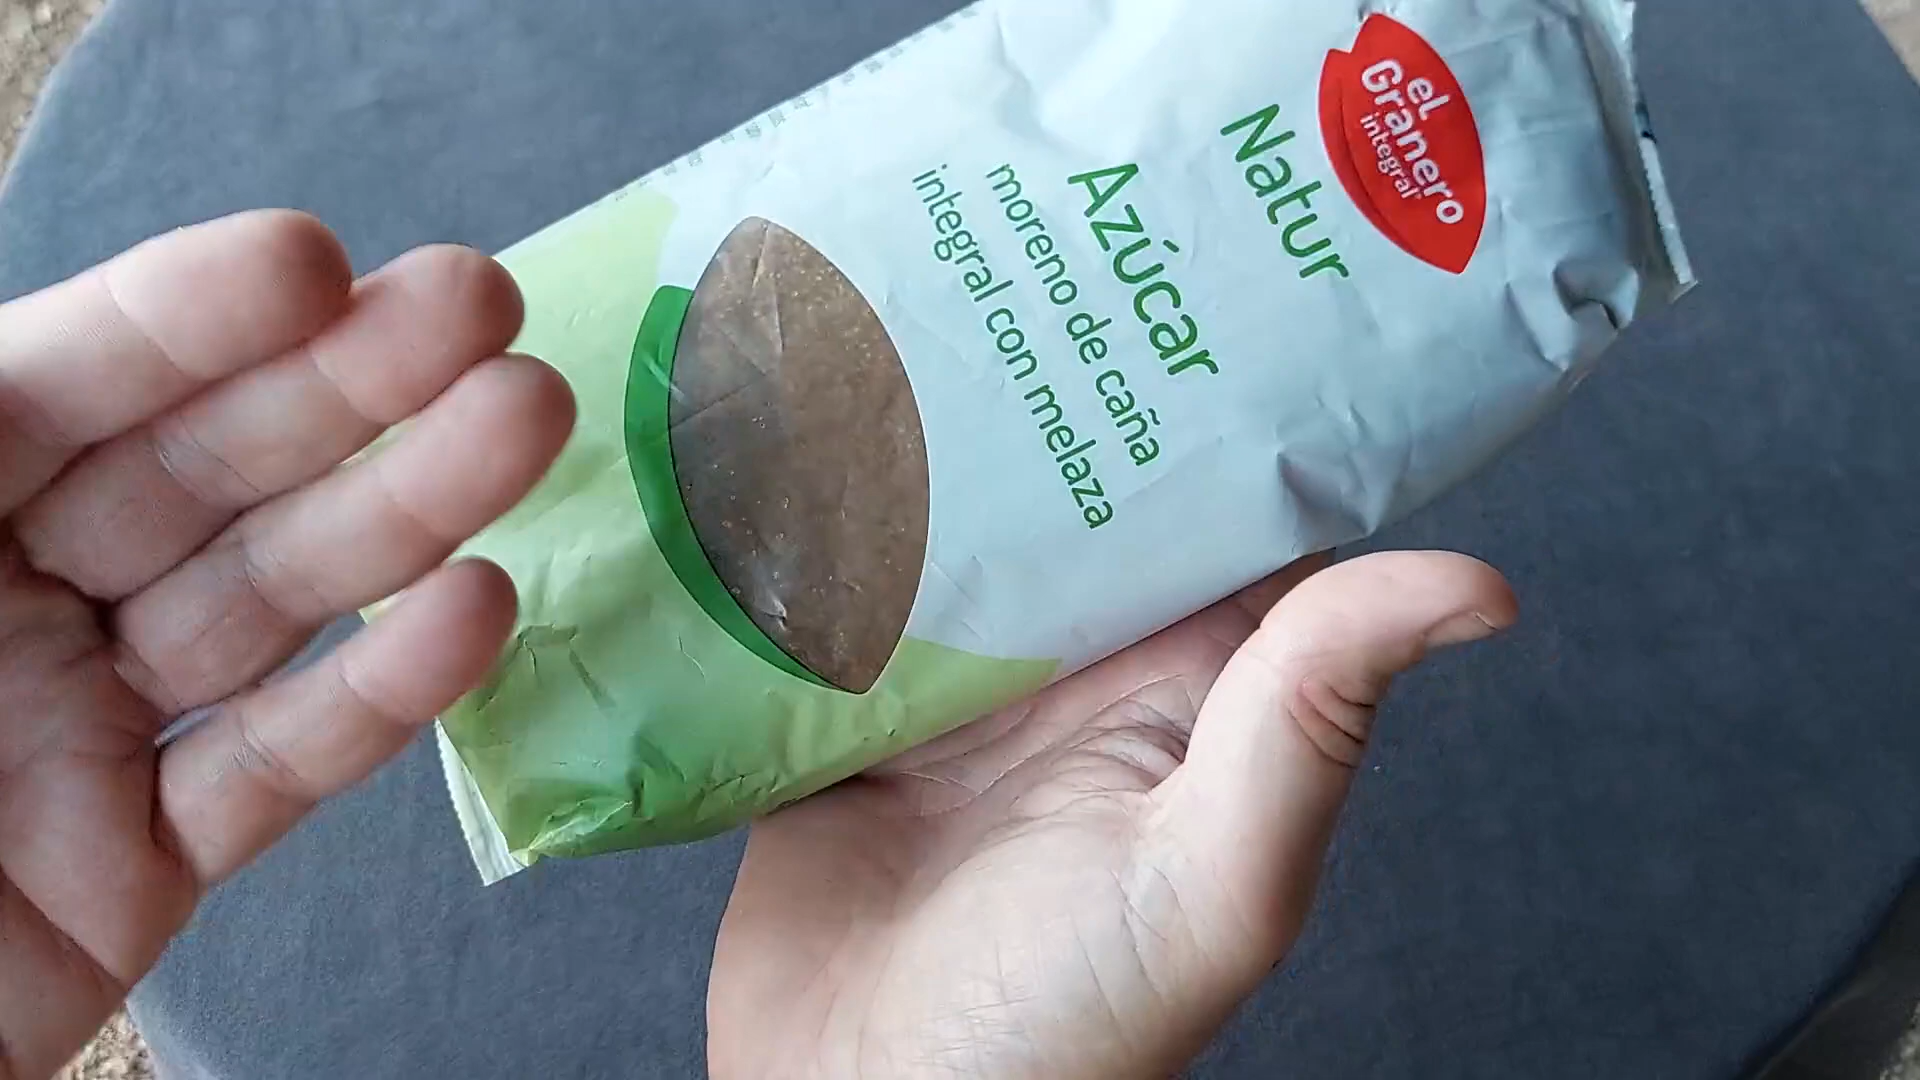 el
Granero
integral
Natur
Azúcar
moreno de caña
integral con melaza